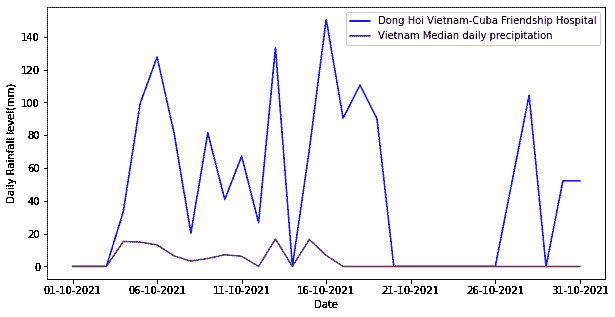 Dong Hoi Vietnam-Cuba Friendship Hospital
Vietnam Median daily precipitation
Daily Rainfall level(mm)
140
120
100
80
60
40
20
0
01-10-2021 06-10-2021 11-10-2021 16-10-2021 21-10-2021 26-10-2021 31-10-2021
Date